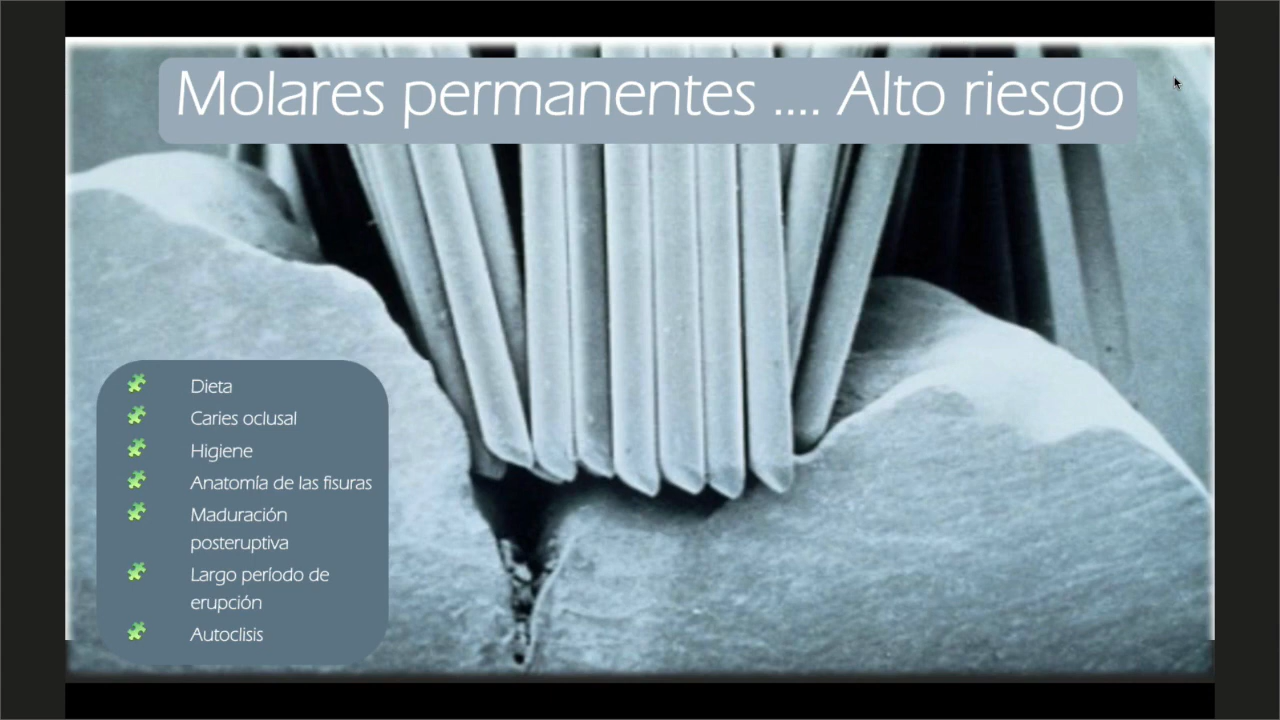 Molares permanentes .... Alto riesgo
Dieta
Caries oclusal
Higiene
Anatomía de las fisuras
Maduración
posteruptiva
Largo período de
erupción
Autoclisis